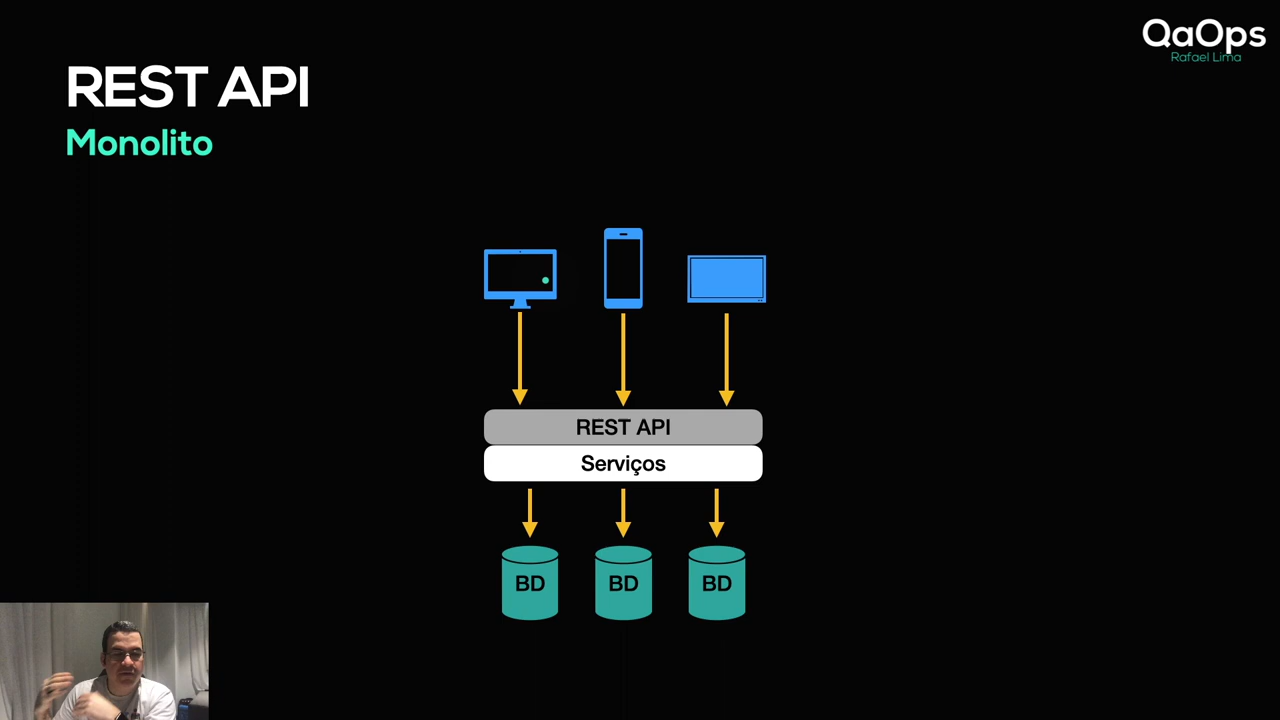 QaOps
Rafael Lima
REST API
Monolito
REST API
Serviços
BD BD BD